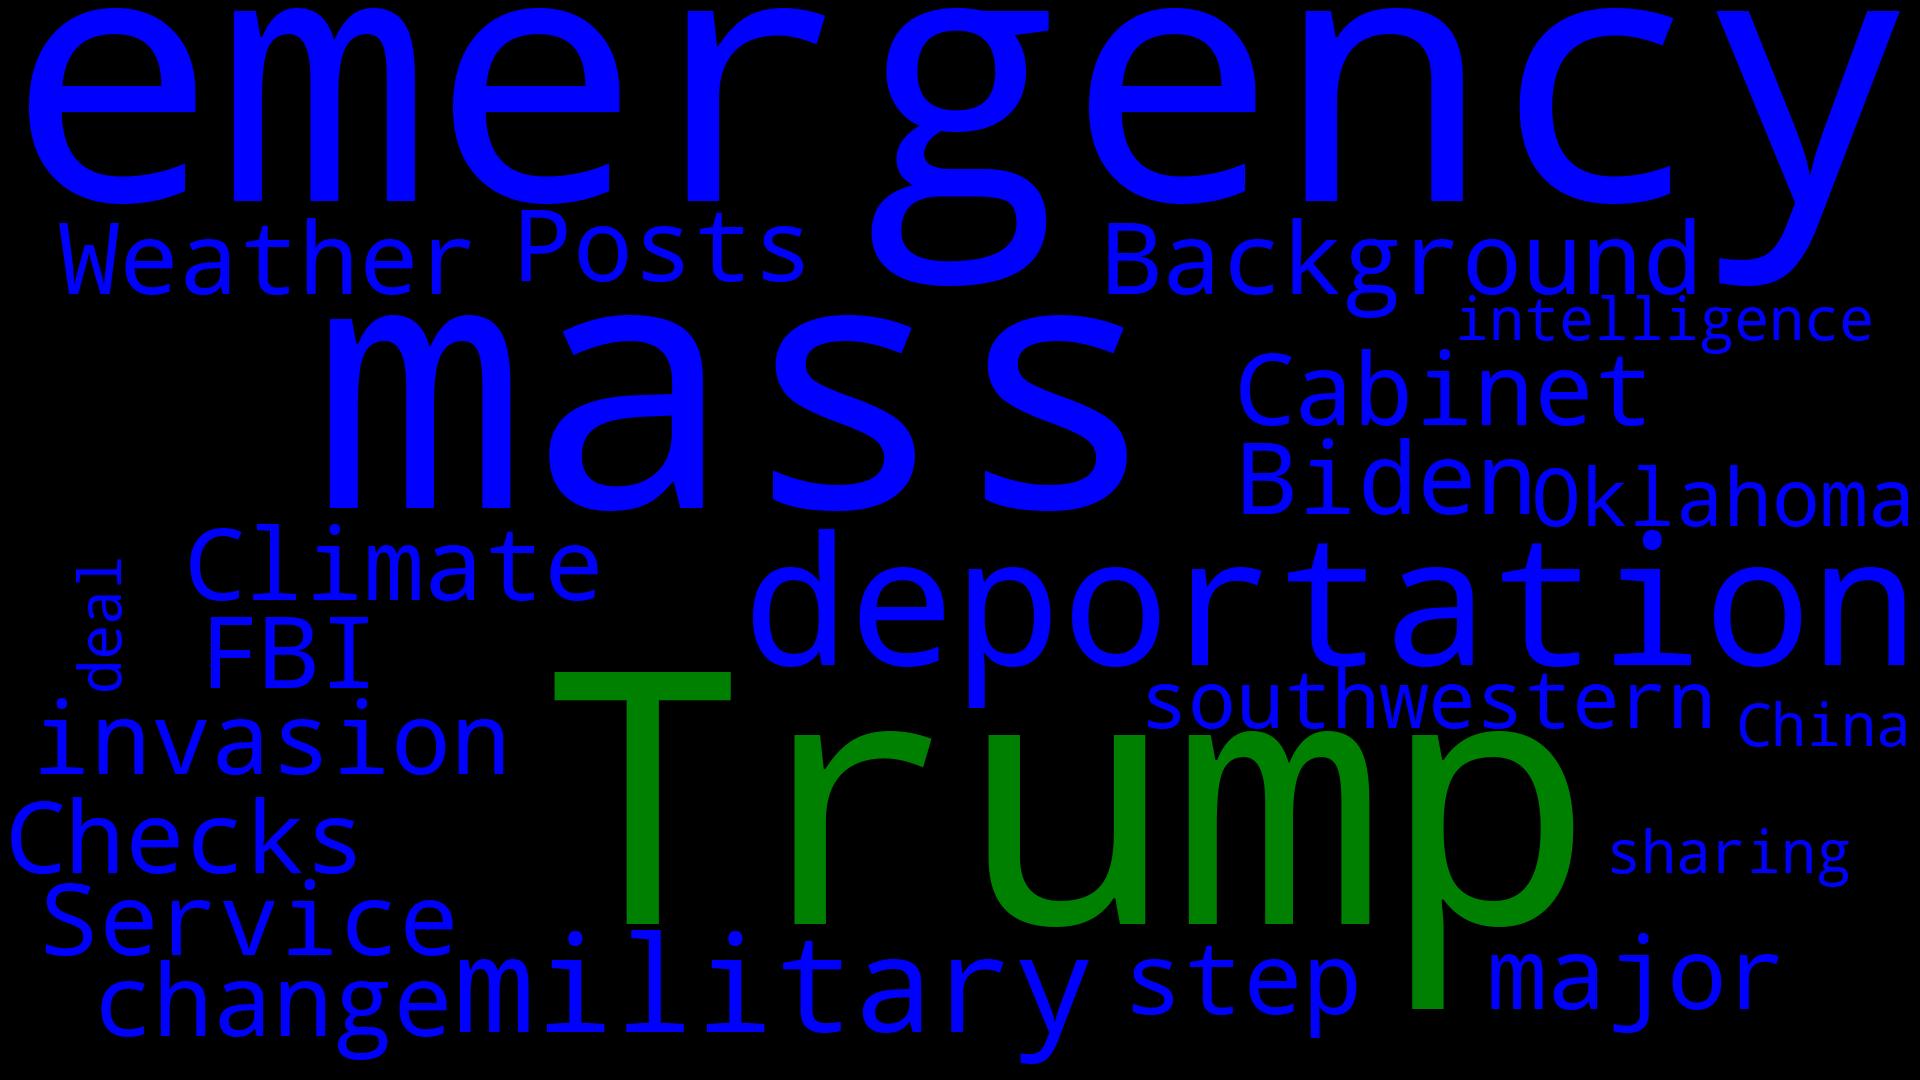 emergency
Weather Posts Background
intelligence
mass
Cabinet
Biden Oklahoma
Climate
deportation
deal
FBI
southwestern China
invasion
Trump
Checks
sharing
Service
change military step major